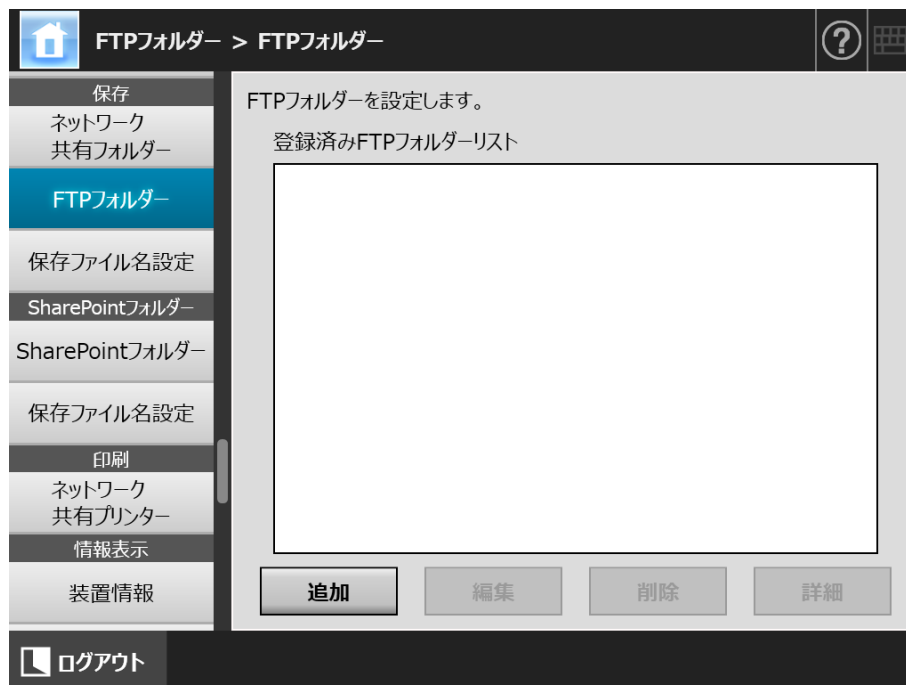 FTPフォルダー > FTPフォルダー
?
保存
ネットワーク
共有フォルダー
FTPフォルダー
保存ファイル名設定
SharePointフォルダー
SharePointフォルダー
保存ファイル名設定
印刷
ネットワーク
共有プリンター
情報表示
装置情報
FTPフォルダーを設定します。
登録済みFTPフォルダーリスト
追加
編集
削除
詳細
ログアウト